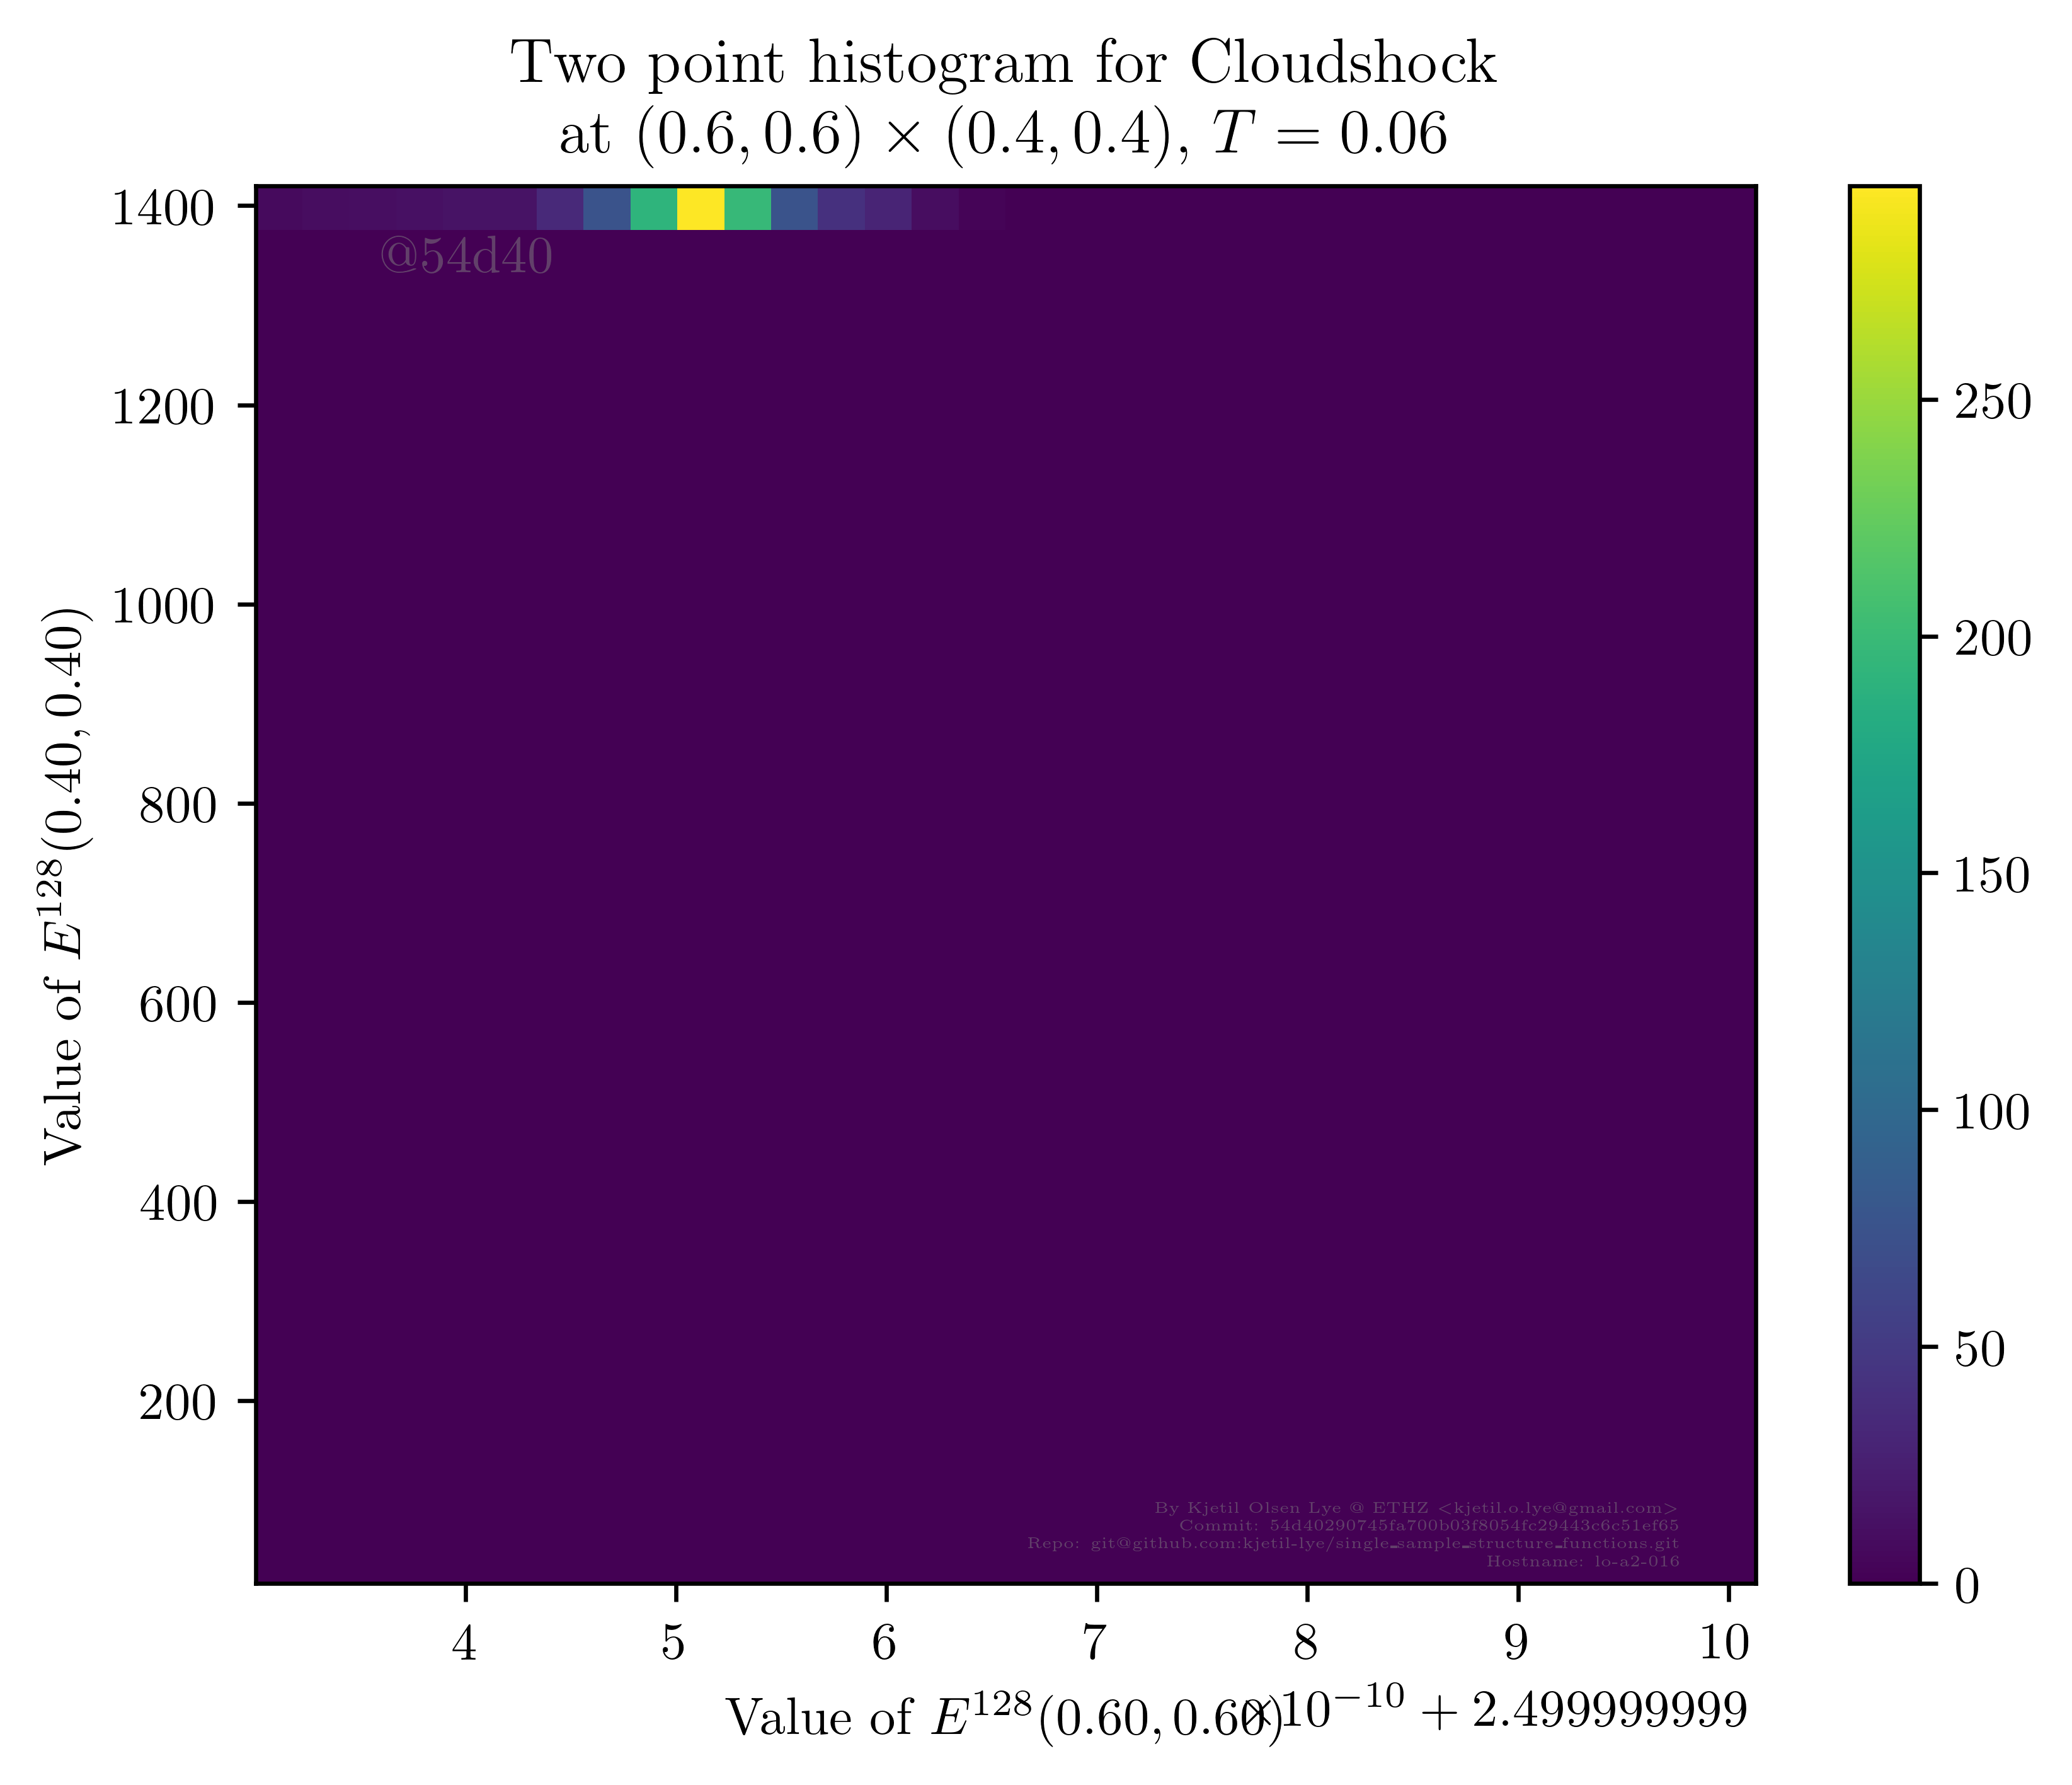 Two point histogram for Cloudshock
at (0.6, 0.6) × (0.4, 0.4), T = 0.06
1400
1200
1000
800
600
400
200
Value of E^128(0.40, 0.40)
@54d40
By Kjetil Olsen Lye @ ETHZ <kjetil.o.lye@gmail.com>
Commit: 54d40290745fa700b03f8054fc29443c6c51ef65
Repo: git@github.com:kjetil-lye/single_sample_structure_functions.git
Hostname: lo-a2-016
4 5 6 7 8 9 10
Value of E^128(0.60, 0.60)
×10^−10 + 2.499999999
250
200
150
100
50
0